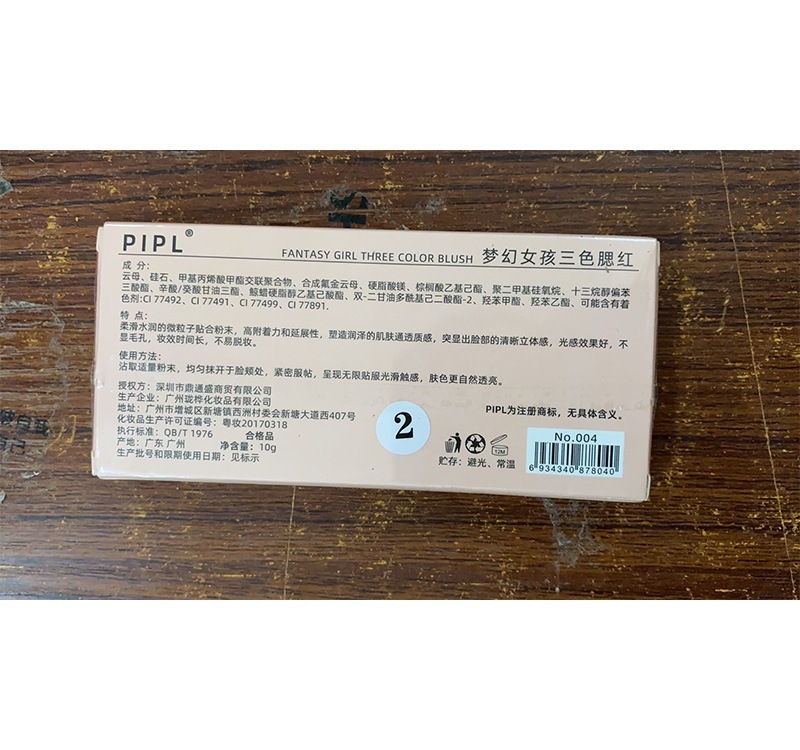 PIPL®
FANTASY GIRL THREE COLOR BLUSH 梦幻女孩三色腮红
成 分:
云母、硅石、甲基丙烯酸甲酯交联聚合物、合成氟金云母、硬脂酸镁、棕榈酸乙基己酯、聚二甲基硅氧烷、十三烷醇偏苯
三酸酯、辛酸/癸酸甘油三酯、鲸蜡硬脂醇乙基己酸酯、双-二甘油多酰基己二酸酯-2、羟苯甲酯、羟苯乙酯、可能含有着
色剂:CI 77492、CI 77491、CI 77499、CI 77891.
特 点:
柔滑水润的微粒子贴合粉末，高附着力和延展性，塑造润泽的肌肤通透质感，突显出脸部的清晰立体感，光感效果好，不
显毛孔，妆效时间长，不易脱妆。
使用方法:
沾取适量粉末，均匀抹开于脸颊处，紧密服帖，呈现无限贴服光滑触感，肤色更自然透亮。
授权方：深圳市鼎通盛商贸有限公司
生产企业：广州珑桦化妆品有限公司
地址：广州市增城区新塘镇西洲村委会新塘大道西407号
化妆品生产许可证编号：粤妆20170318
执行标准：QB/T 1976 合格品
产地：广东 广州 净含量：10g
生产批号和限期使用日期：见标示
2
PIPL为注册商标，无具体含义。
12M
贮存：避光、常温
No.004
6 934340 878040